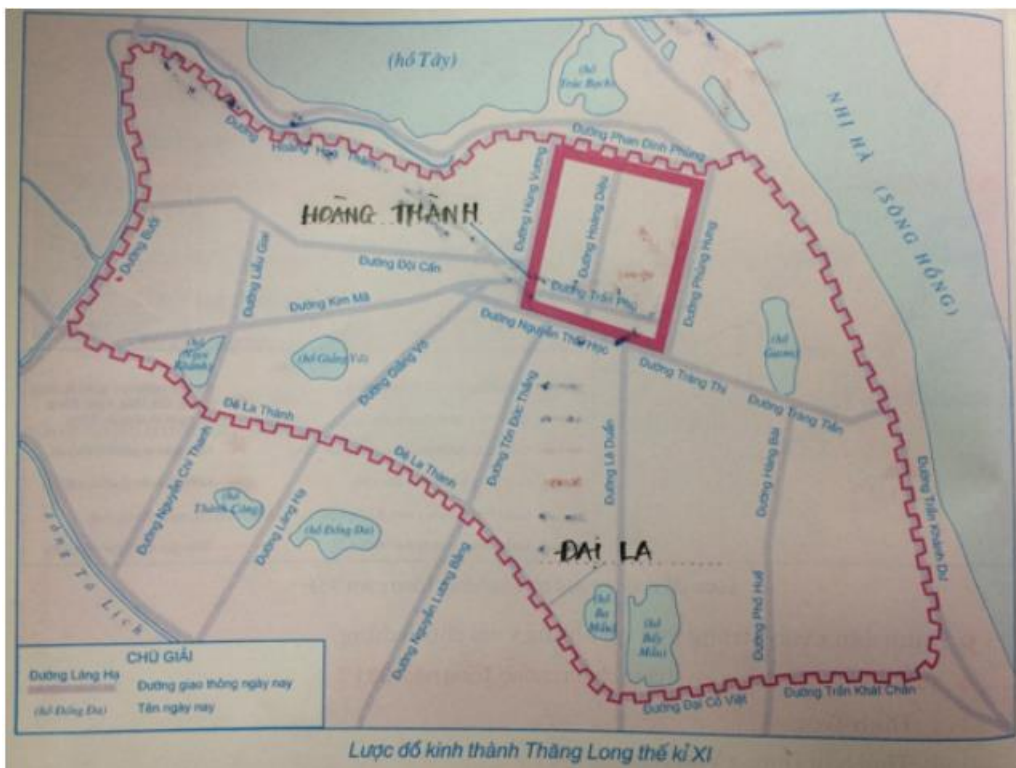 (hồ Tây)
(hồ Trúc Bạch)
NHỊ HÀ
(SÔNG HỒNG)
Đường Hoàng Hoa Thám
Đường Phan Đình Phùng
Đường Hùng Vương
Đường Hoàng Diệu
HOÀNG THÀNH
Đường Bưởi
Đường Liễu Giai
Đường Đội Cấn
Đường Trần Phú
Đường Phùng Hưng
Đường Kim Mã
Đường Nguyễn Thái Học
(hồ Ngọc Khánh)
(hồ Giảng Võ)
Đường Giảng Võ
Đường Tràng Thi
(hồ Gươm)
Đường Tràng Tiền
Đê La Thành
Đường Tôn Đức Thắng
Đường Lê Duẩn
Đường Hàng Bài
Đê La Thành
Đường Nguyễn Chí Thanh
(hồ Thành Công)
Đường Láng Hạ
(hồ Đống Đa)
Đường Trần Khánh Dư
sông Tô Lịch
Đường Nguyễn Lương Bằng
ĐẠI LA
(hồ Ba Mẫu)
(hồ Bảy Mẫu)
Đường Phố Huế
Đường Đại Cồ Việt
Đường Trần Khát Chân
CHÚ GIẢI
Đường Láng Hạ
Đường giao thông ngày nay
(hồ Đống Đa)
Tên ngày nay
Lược đồ kinh thành Thăng Long thế kỉ XI